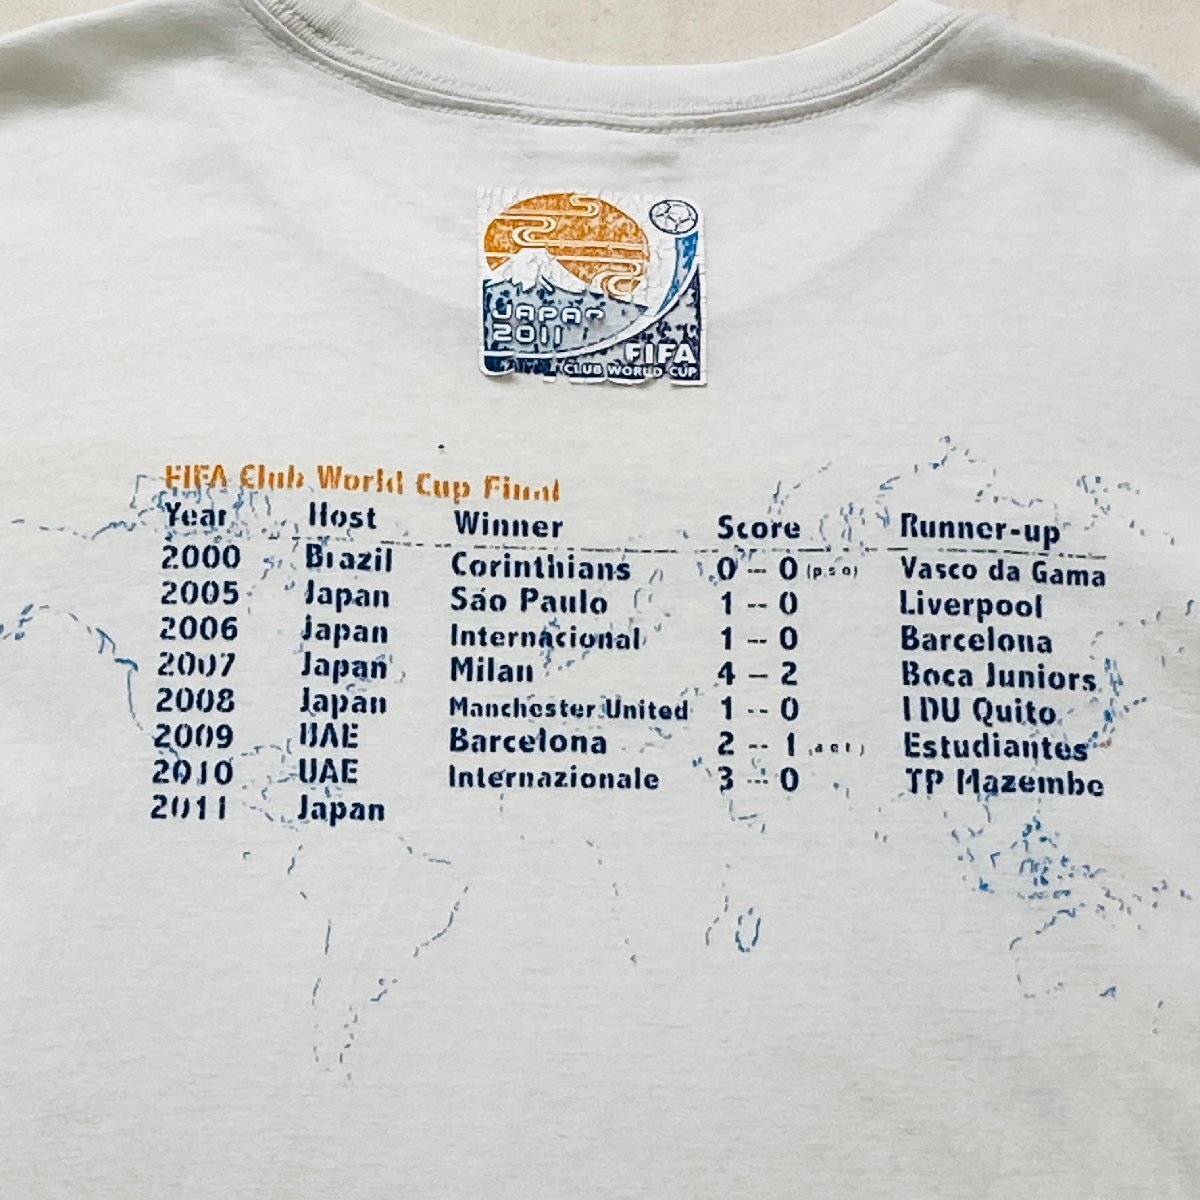 JAPAN
2011
FIFA
CLUB WORLD CUP
FIFA Club World Cup Final
Year Host Winner Score Runner-up
2000 Brazil Corinthians 0 - 0 (p.s.o) Vasco da Gama
2005 Japan São Paulo 1 - 0 Liverpool
2006 Japan Internacional 1 - 0 Barcelona
2007 Japan Milan 4 - 2 Boca Juniors
2008 Japan Manchester United 1 - 0 LDU Quito
2009 UAE Barcelona 2 - 1 (a.e.t.) Estudiantes
2010 UAE Internazionale 3 - 0 TP Mazembe
2011 Japan